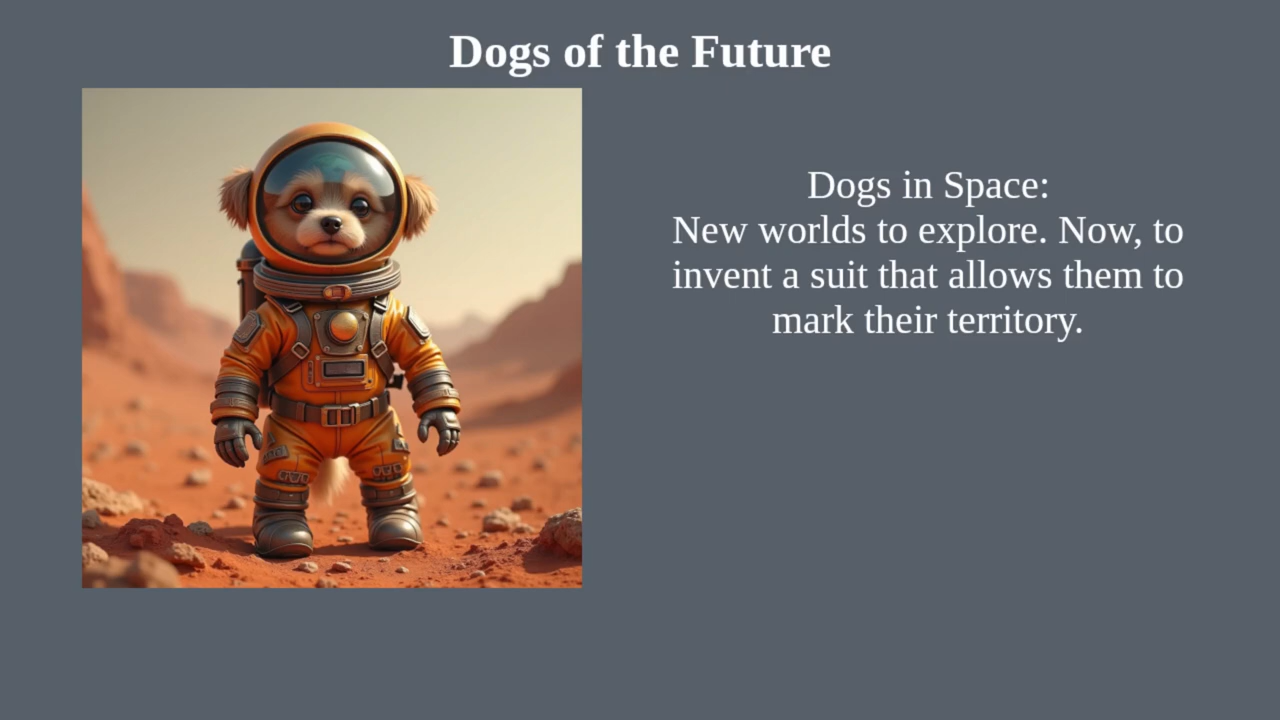 Dogs of the Future
Dogs in Space:
New worlds to explore. Now, to
invent a suit that allows them to
mark their territory.